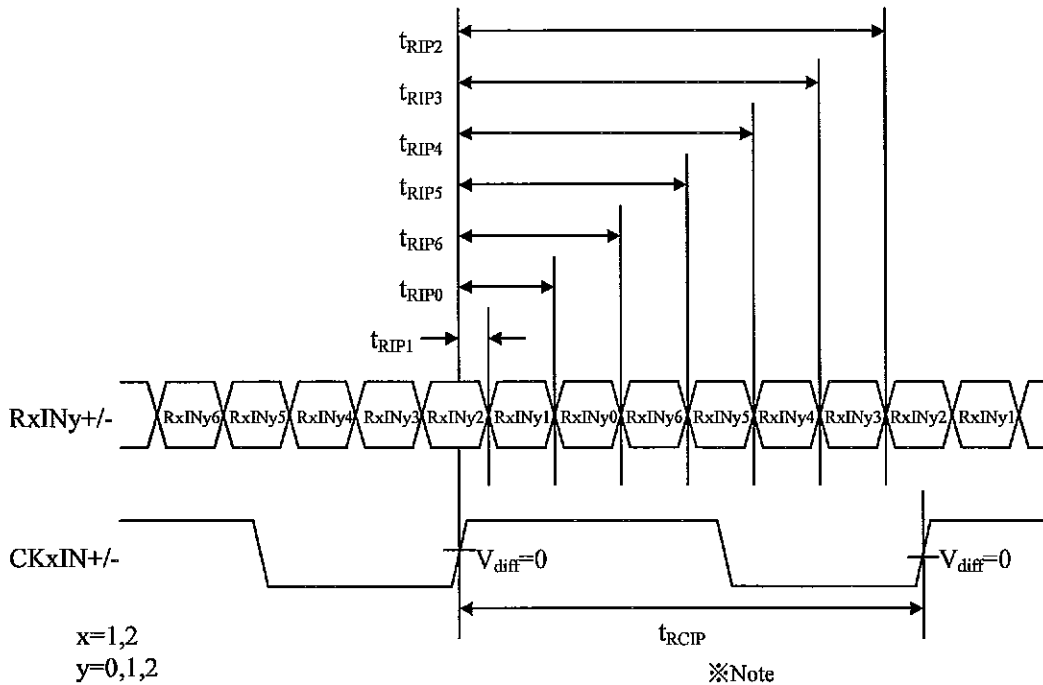 tRIP2
tRIP3
tRIP4
tRIP5
tRIP6
tRIP0
tRIP1
RxINy+/- RxINy6 RxINy5 RxINy4 RxINy3 RxINy2 RxINy1 RxINy0 RxINy6 RxINy5 RxINy4 RxINy3 RxINy2 RxINy1
CKxIN+/- Vdiff=0 Vdiff=0
tRCIP
x=1,2
y=0,1,2
※Note